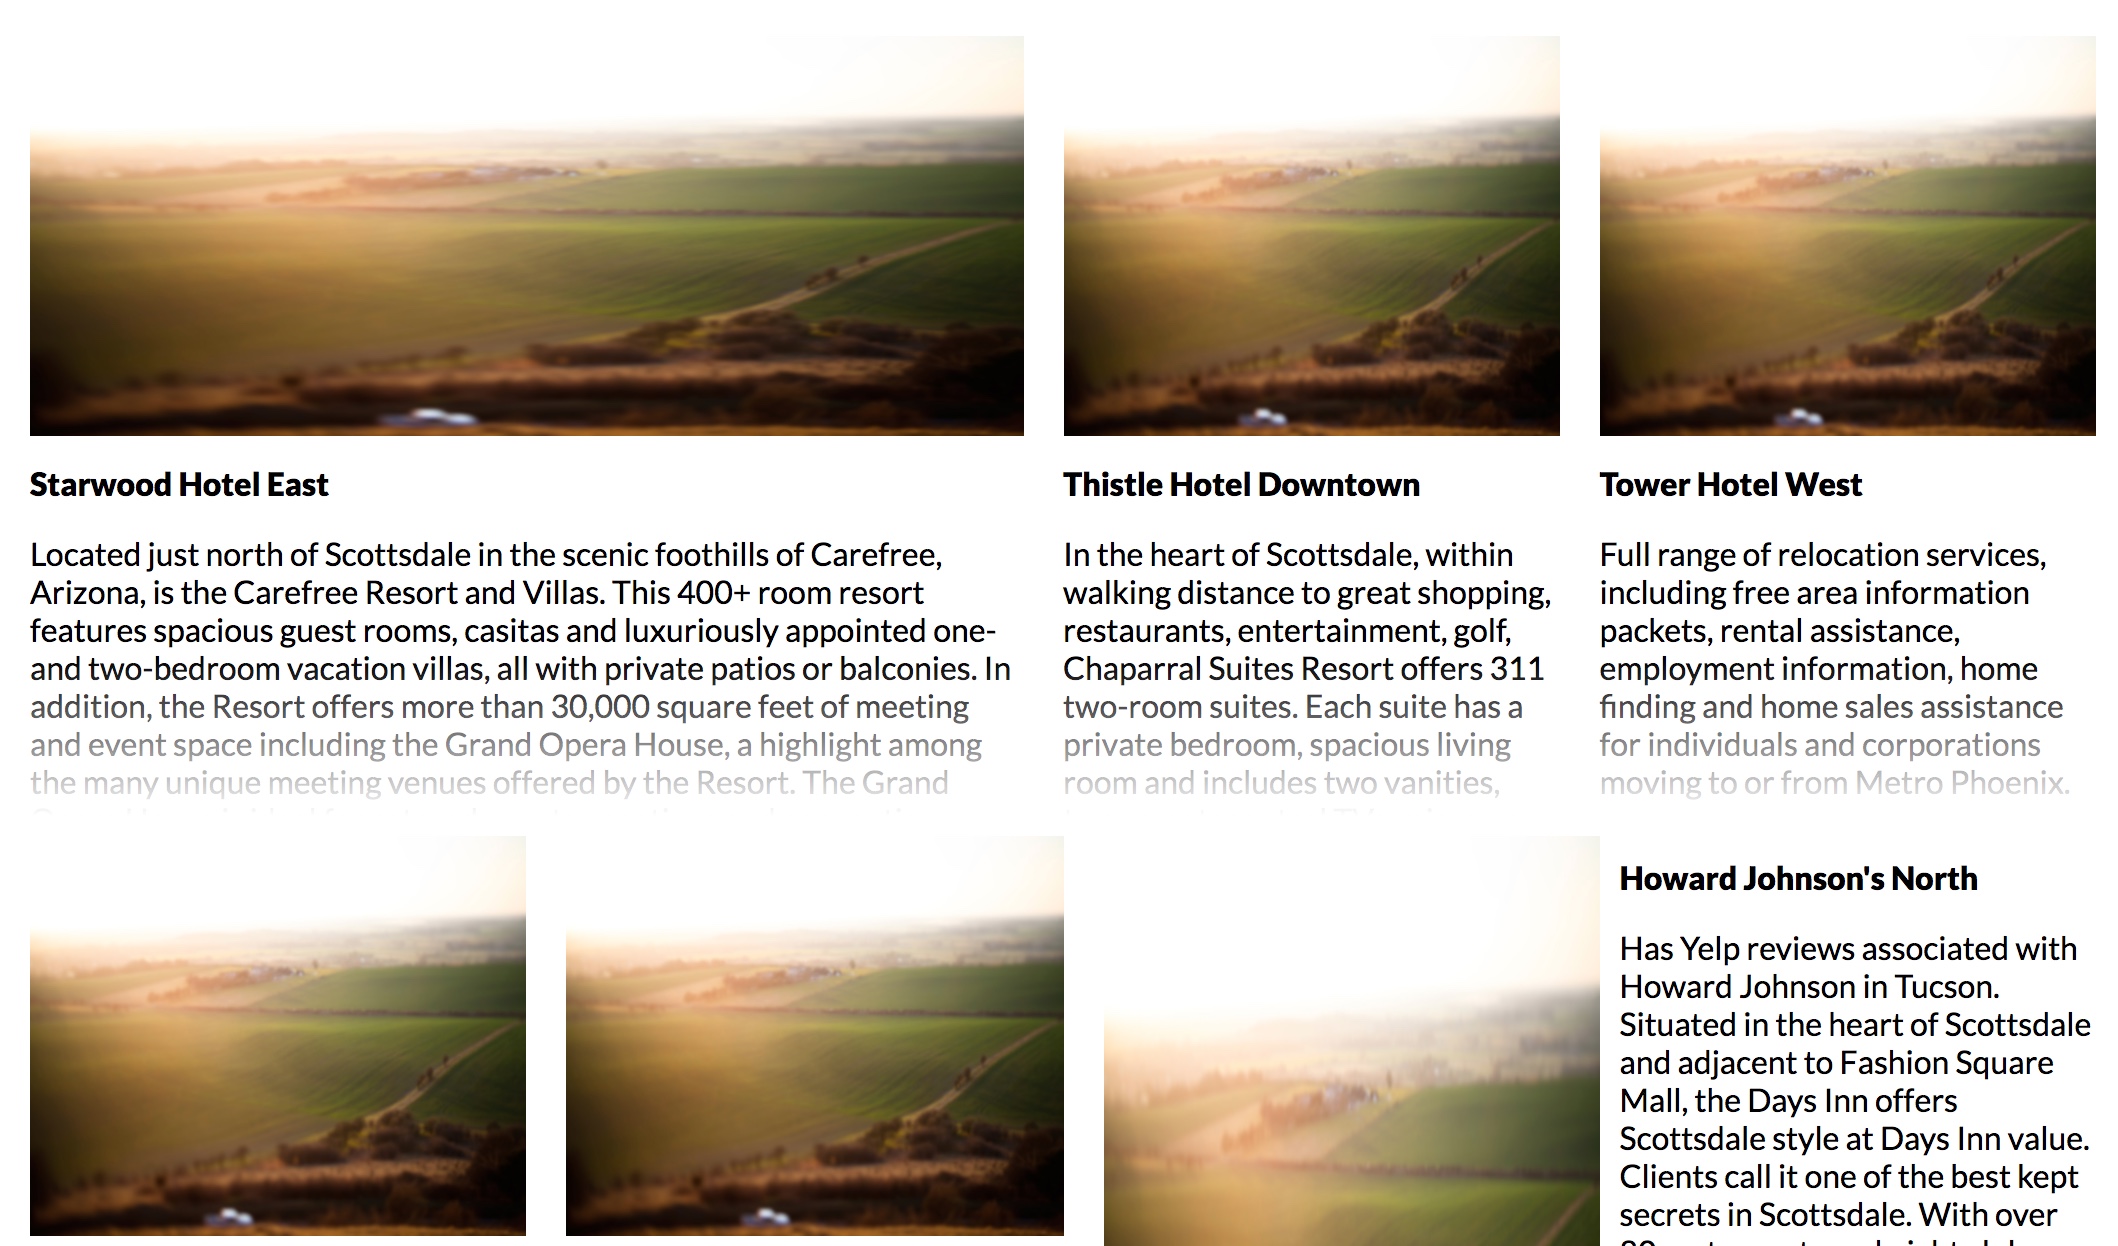 Starwood Hotel East
Located just north of Scottsdale in the scenic foothills of Carefree,
Arizona, is the Carefree Resort and Villas. This 400+ room resort
features spacious guest rooms, casitas and luxuriously appointed one-
and two-bedroom vacation villas, all with private patios or balconies. In
addition, the Resort offers more than 30,000 square feet of meeting
and event space including the Grand Opera House, a highlight among
the many unique meeting venues offered by the Resort. The Grand
Thistle Hotel Downtown
In the heart of Scottsdale, within
walking distance to great shopping,
restaurants, entertainment, golf,
Chaparral Suites Resort offers 311
two-room suites. Each suite has a
private bedroom, spacious living
room and includes two vanities,
Tower Hotel West
Full range of relocation services,
including free area information
packets, rental assistance,
employment information, home
finding and home sales assistance
for individuals and corporations
moving to or from Metro Phoenix.
Howard Johnson's North
Has Yelp reviews associated with
Howard Johnson in Tucson.
Situated in the heart of Scottsdale
and adjacent to Fashion Square
Mall, the Days Inn offers
Scottsdale style at Days Inn value.
Clients call it one of the best kept
secrets in Scottsdale. With over